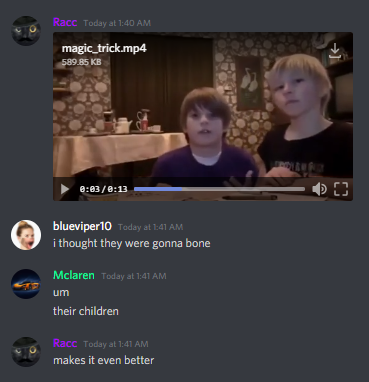 Racc Today at 1:40 AM
magic_trick.mp4
589.85 KB
0:03/0:13
blueviper10 Today at 1:41 AM
i thought they were gonna bone
Mclaren Today at 1:41 AM
um
their children
Racc Today at 1:41 AM
makes it even better